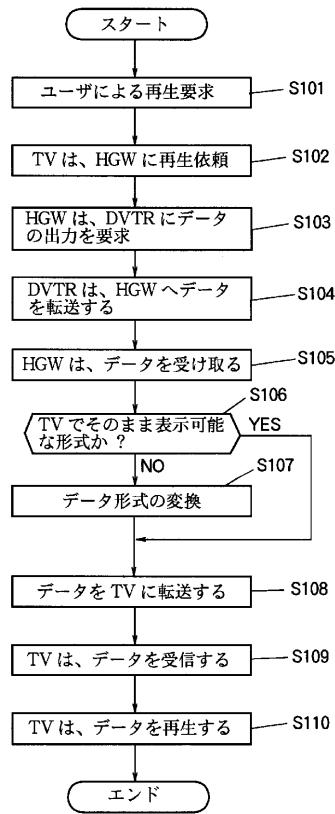 スタート
ユーザによる再生要求
S101
TVは、HGWに再生依頼
S102
HGWは、DVTRにデータ
の出力を要求
S103
DVTRは、HGWへデータ
を転送する
S104
HGWは、データを受け取る
S105
TVでそのまま表示可能
な形式か?
S106
YES
NO
データ形式の変換
S107
データをTVに転送する
S108
TVは、データを受信する
S109
TVは、データを再生する
S110
エンド